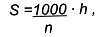 S = 1000 · h ,
n